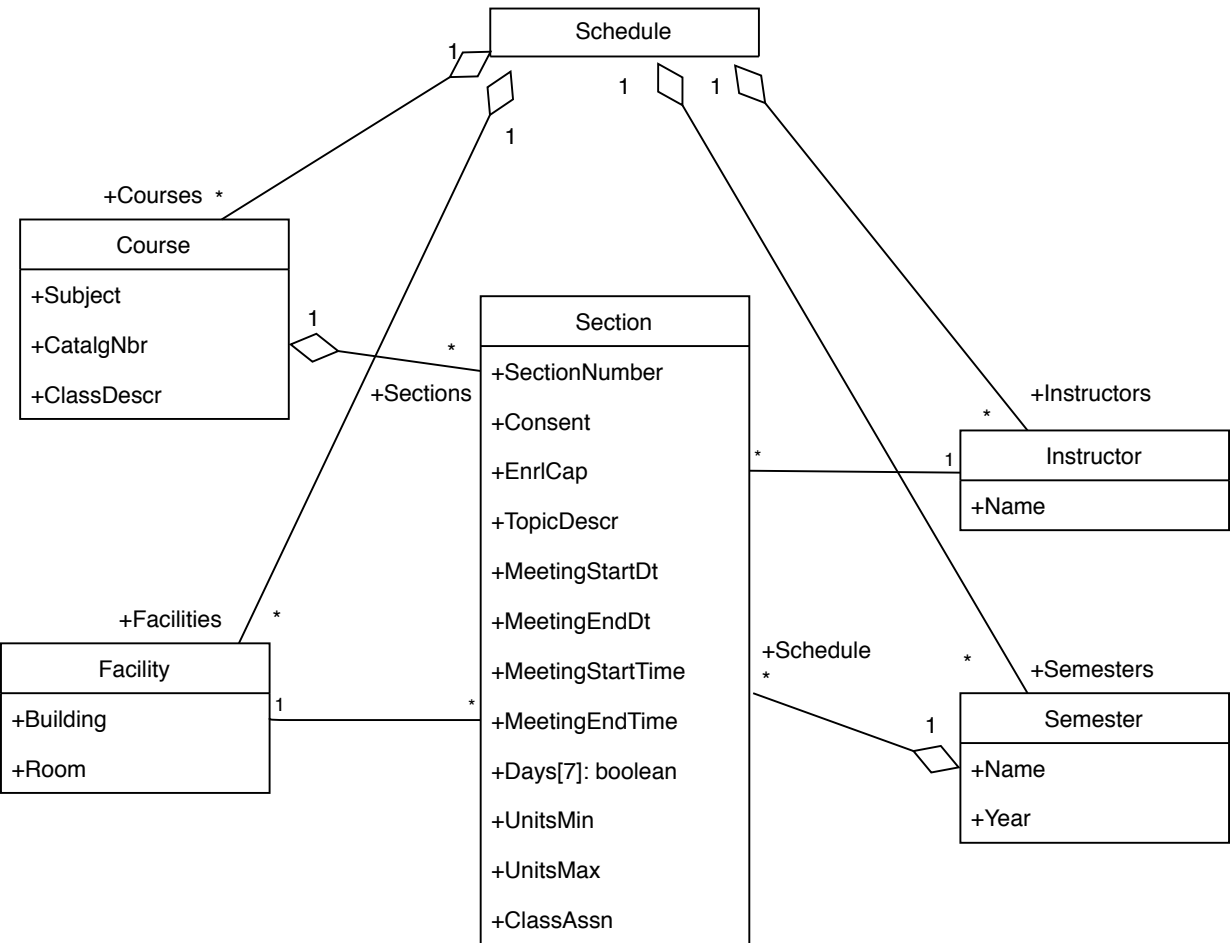 Schedule
1
1
1
1
+Courses *
Course
+Subject
+CatalgNbr
+ClassDescr
1
*
+Sections
Section
+SectionNumber
+Consent
+EnrlCap
+TopicDescr
+MeetingStartDt
+MeetingEndDt
+MeetingStartTime
+MeetingEndTime
+Days[7]: boolean
+UnitsMin
+UnitsMax
+ClassAssn
+Instructors
*
Instructor
+Name
*
1
+Facilities *
Facility
+Building
+Room
1
*
+Schedule
*
1
*
+Semesters
Semester
+Name
+Year